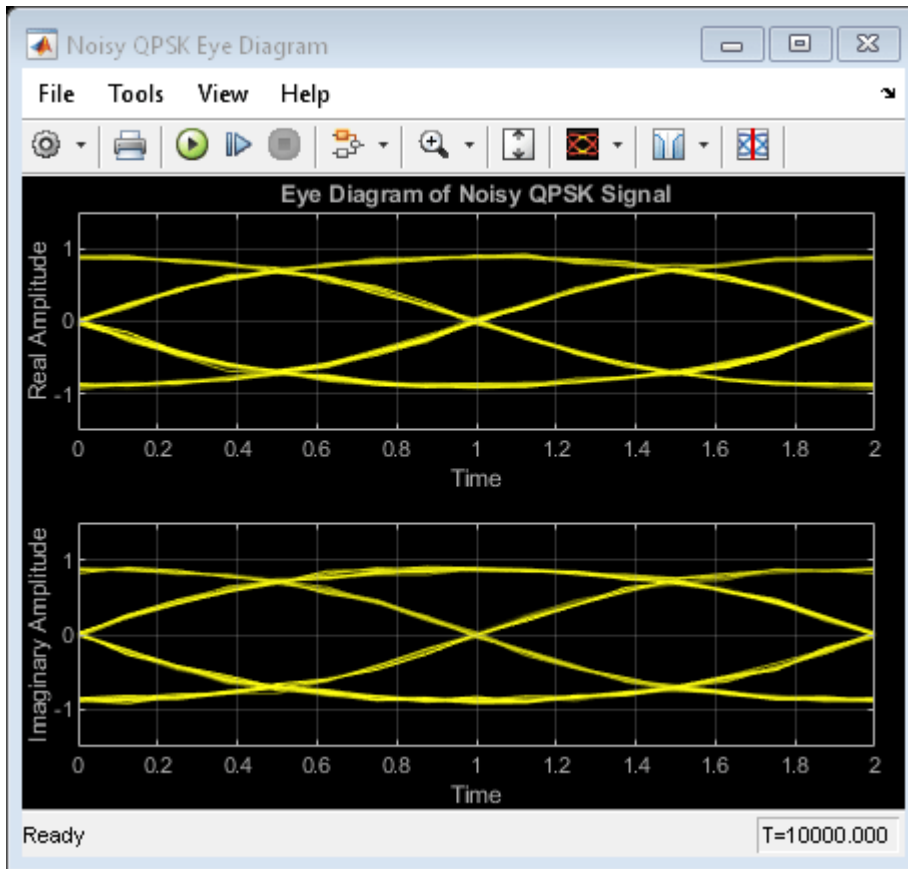 Noisy QPSK Eye Diagram
File Tools View Help
Eye Diagram of Noisy QPSK Signal
Real Amplitude
1
0
-1
0 0.2 0.4 0.6 0.8 1 1.2 1.4 1.6 1.8 2
Time
Imaginary Amplitude
1
0
-1
0 0.2 0.4 0.6 0.8 1 1.2 1.4 1.6 1.8 2
Time
Ready T=10000.000